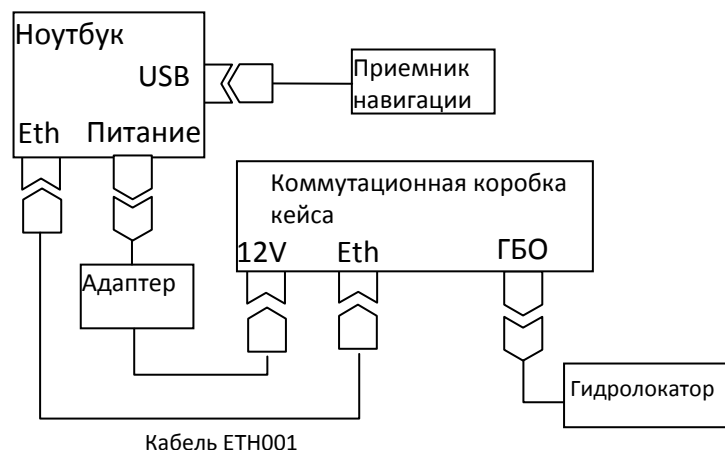 Ноутбук
USB
Приемник
навигации
Eth
Питание
Коммутационная коробка
кейса
12V
Eth
ГБО
Адаптер
Гидролокатор
Кабель ETH001